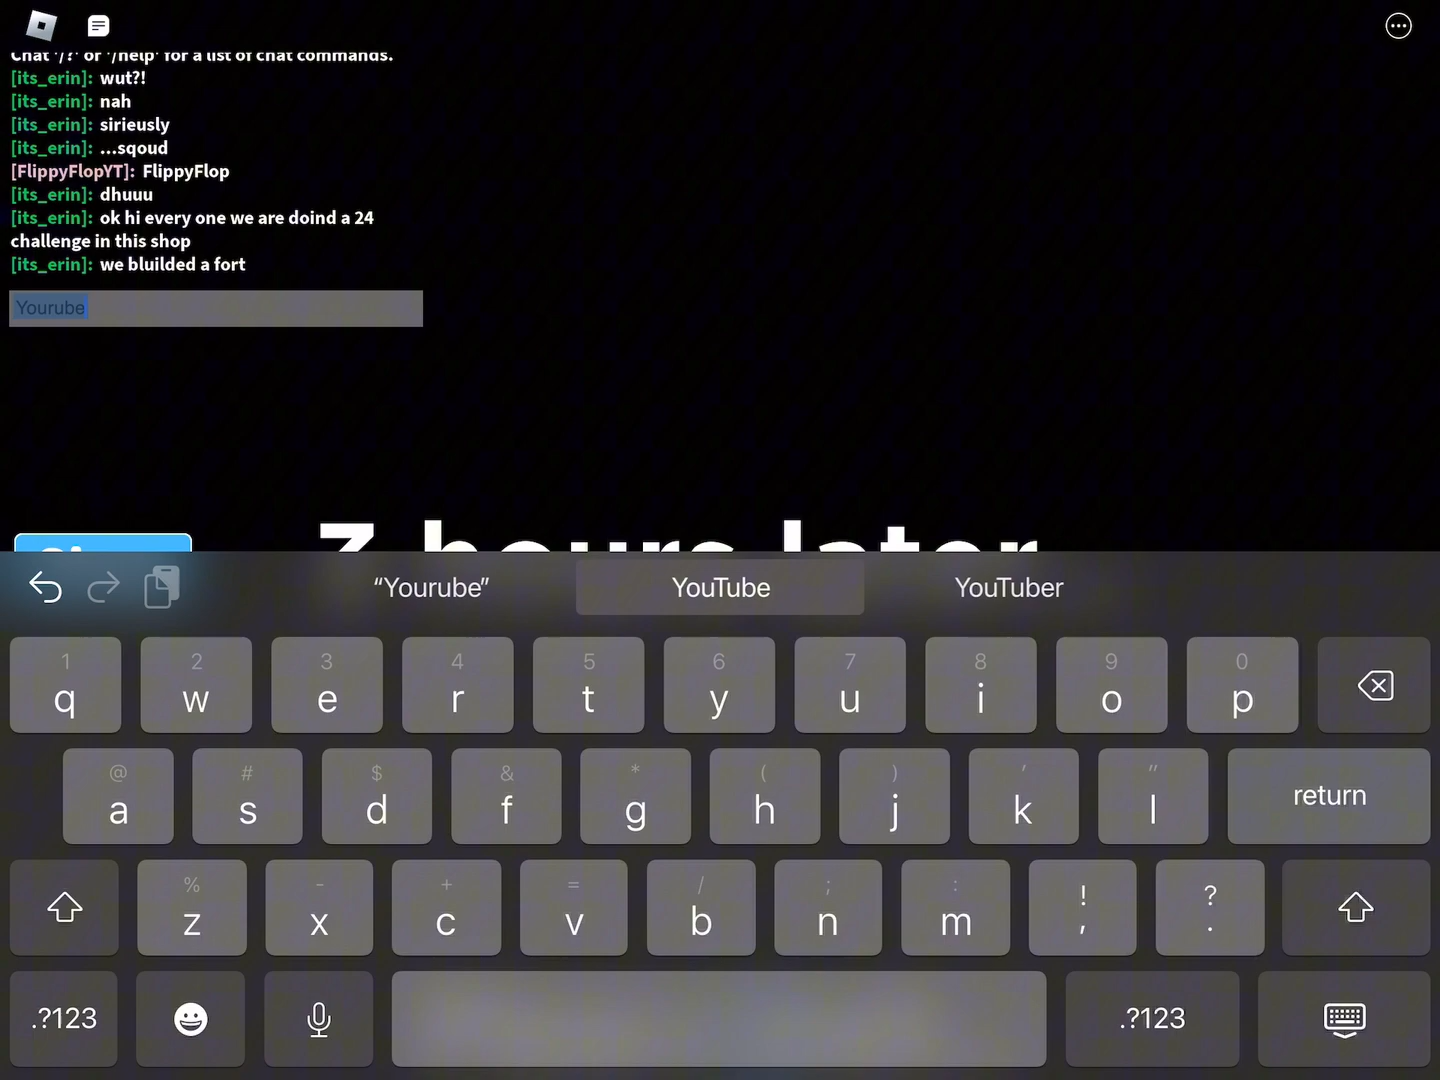 Chat '/?' or '/help' for a list of chat commands.
[its_erin]: wut?!
[its_erin]: nah
[its_erin]: sirieusly
[its_erin]: ...sqoud
[FlippyFlopYT]: FlippyFlop
[its_erin]: dhuuu
[its_erin]: ok hi every one we are doind a 24
challenge in this shop
[its_erin]: we bluilded a fort
Yourube
hours later
“Yourube” YouTube YouTuber
1 2 3 4 5 6 7 8 9 0
q w e r t y u i o p
@ # $ & * ( ) ' "
a s d f g h j k l return
% - + = / ; : ! ?
z x c v b n m , .
.?123 .?123